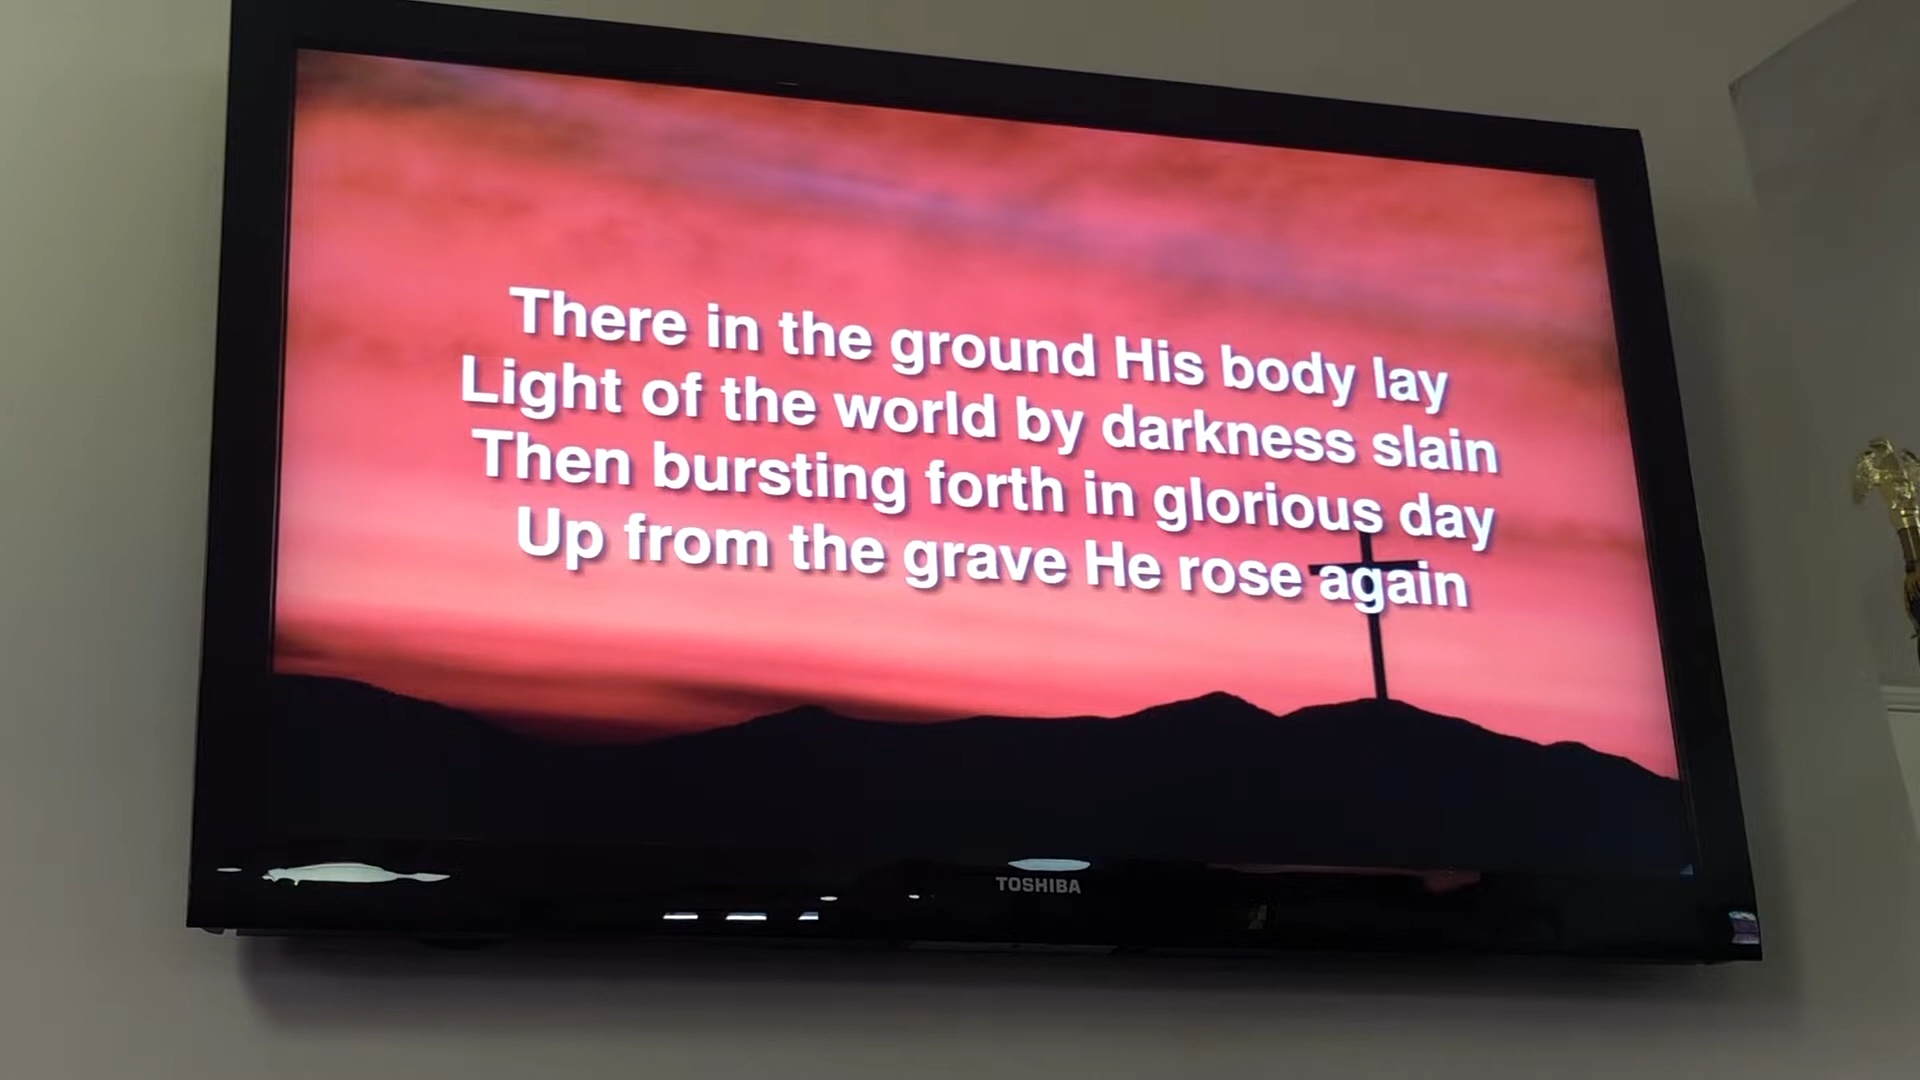 There in the ground His body lay
Light of the world by darkness slain
Then bursting forth in glorious day
Up from the grave He rose again
TOSHIBA